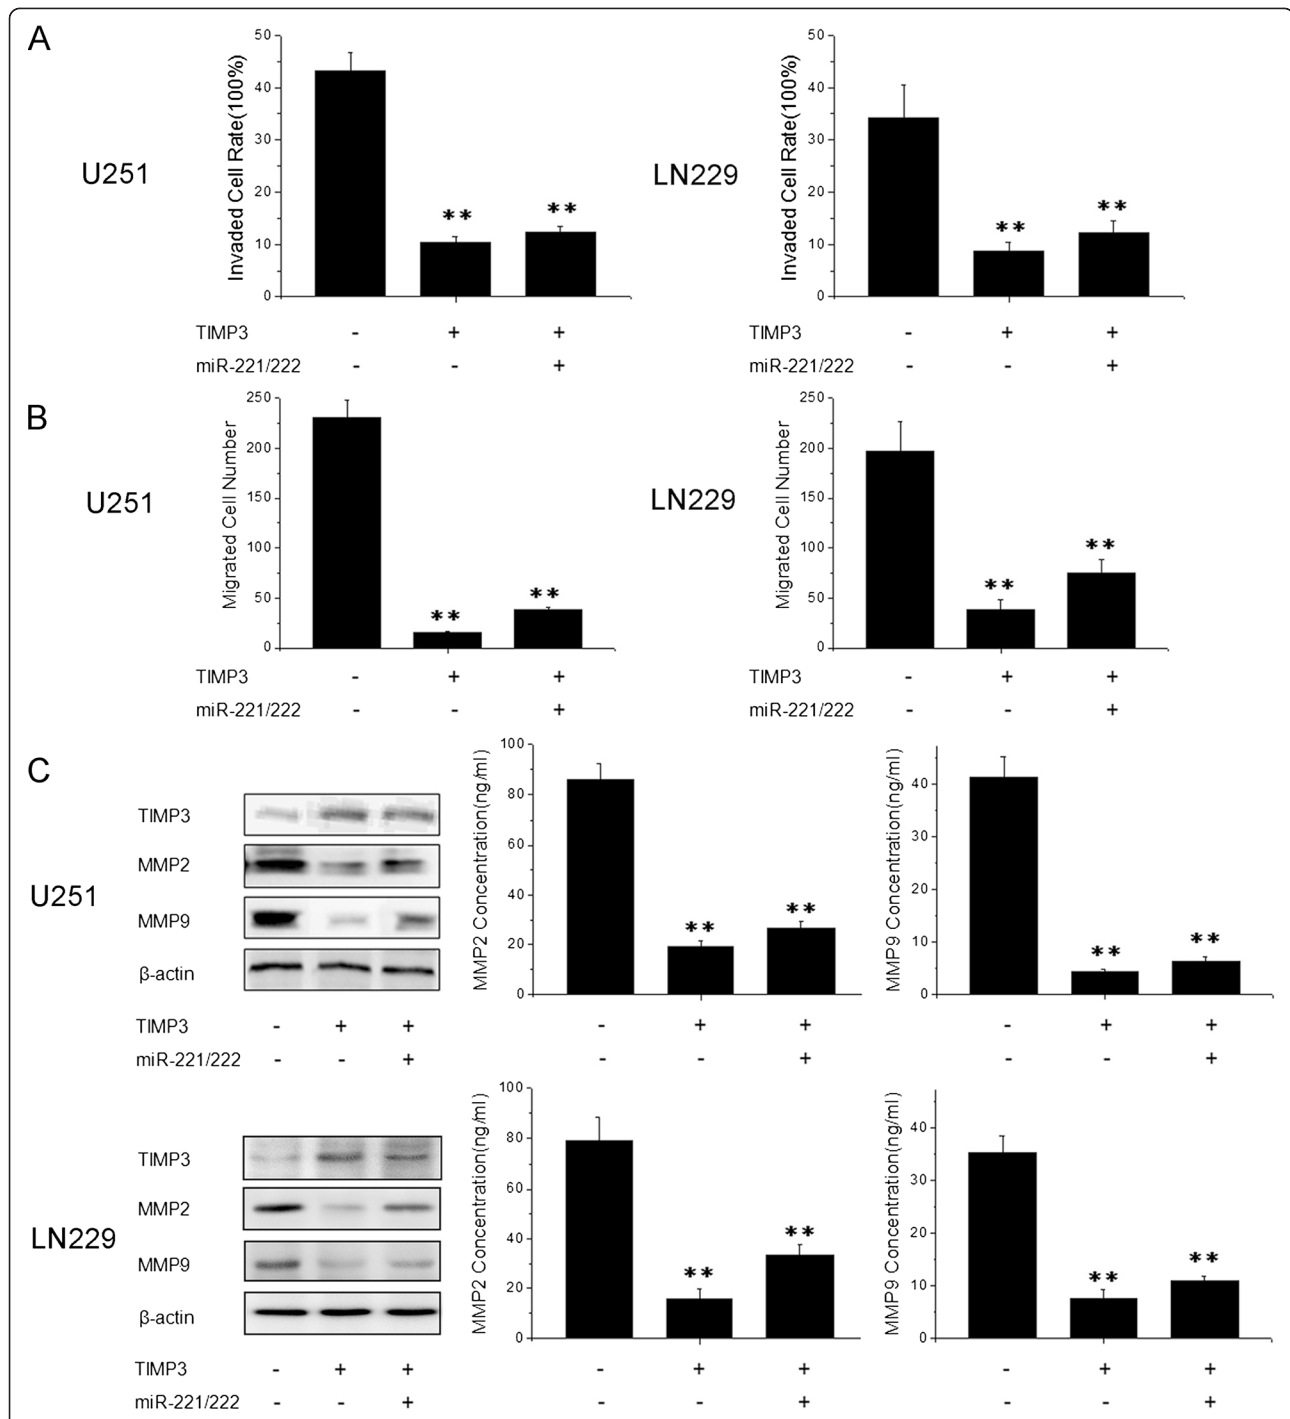 A
U251
Invaded Cell Rate(100%)
50
40
30
20
10
0
** **
TIMP3 - + +
miR-221/222 - - +
LN229
Invaded Cell Rate(100%)
50
40
30
20
10
0
** **
TIMP3 - + +
miR-221/222 - - +
B
U251
Migrated Cell Number
250
200
150
100
50
0
** **
TIMP3 - + +
miR-221/222 - - +
LN229
Migrated Cell Number
250
200
150
100
50
0
** **
TIMP3 - + +
miR-221/222 - - +
C
U251
TIMP3
MMP2
MMP9
β-actin
TIMP3 - + +
miR-221/222 - - +
MMP2 Concentration(ng/ml)
100
80
60
40
20
0
** **
- + +
- - +
MMP9 Concentration(ng/ml)
40
30
20
10
0
** **
- + +
- - +
LN229
TIMP3
MMP2
MMP9
β-actin
TIMP3 - + +
miR-221/222 - - +
MMP2 Concentration(ng/ml)
100
80
60
40
20
0
** **
- + +
- - +
MMP9 Concentration(ng/ml)
40
30
20
10
0
** **
- + +
- - +